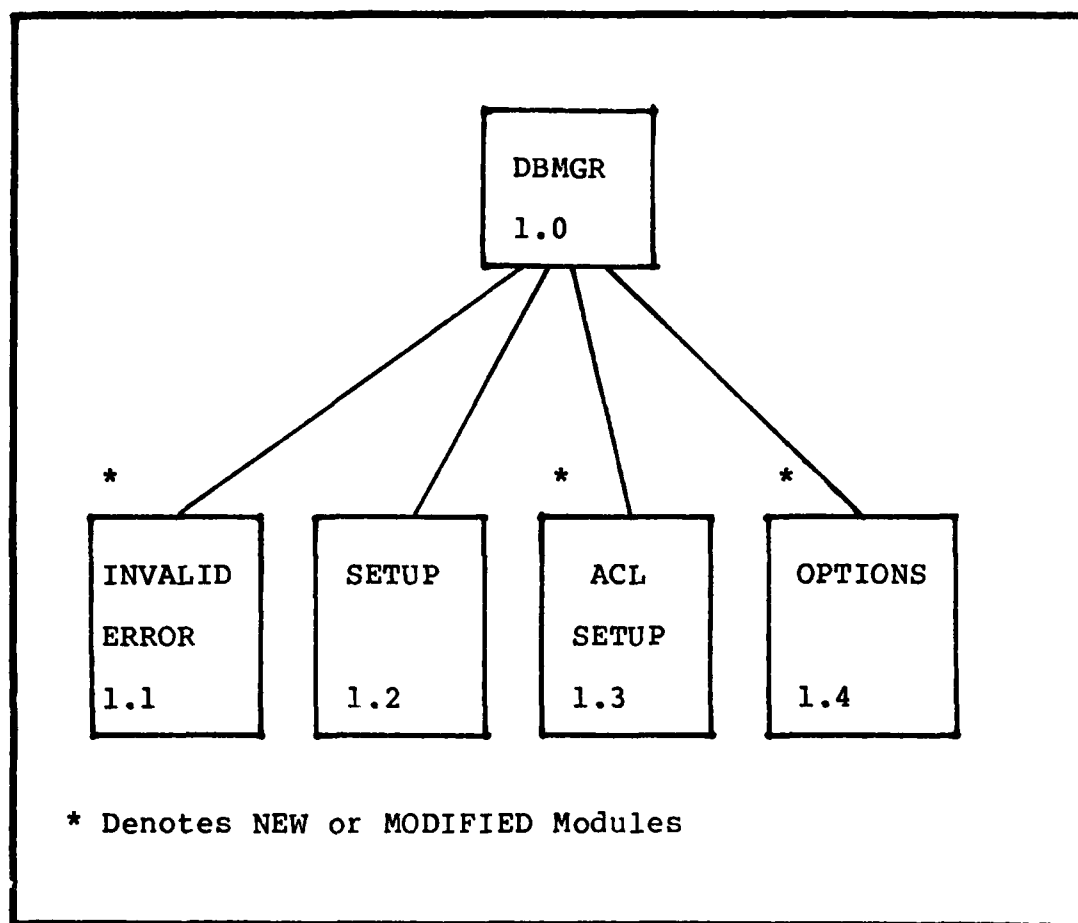 DBMGR
1.0
* * *
INVALID ERROR 1.1
SETUP 1.2
ACL SETUP 1.3
OPTIONS 1.4
* Denotes NEW or MODIFIED Modules